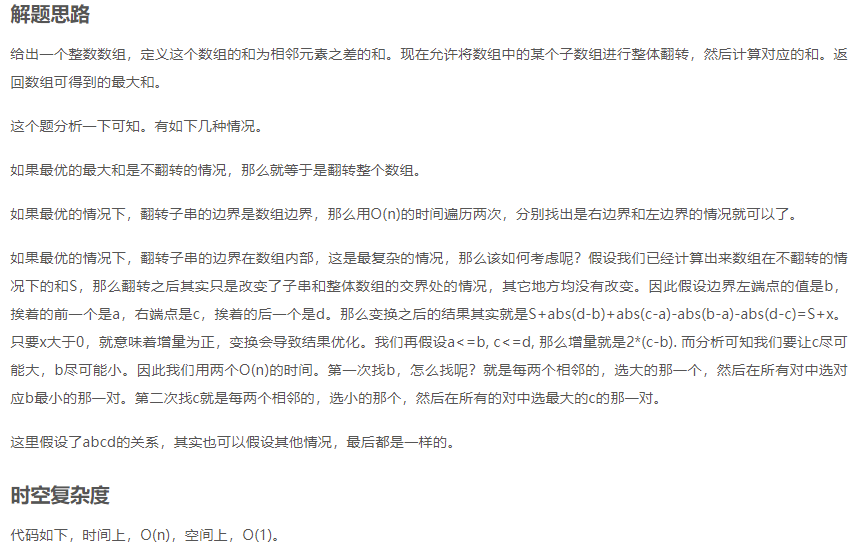 解题思路
给出一个整数数组，定义这个数组的和为相邻元素之差的和。现在允许将数组中的某个子数组进行整体翻转，然后计算对应的和。返
回数组可得到的最大和。
这个题分析一下可知。有如下几种情况。
如果最优的最大和是不翻转的情况，那么就等于是翻转整个数组。
如果最优的情况下，翻转子串的边界是数组边界，那么用O(n)的时间遍历两次，分别找出是右边界和左边界的情况就可以了。
如果最优的情况下，翻转子串的边界在数组内部，这是最复杂的情况，那么该如何考虑呢？假设我们已经计算出来数组在不翻转的情
况下的和S，那么翻转之后其实只是改变了子串和整体数组的交界处的情况，其它地方均没有改变。因此假设边界左端点的值是b，
挨着的前一个是a，右端点是c，挨着的后一个是d。那么变换之后的结果其实就是S+abs(d-b)+abs(c-a)-abs(b-a)-abs(d-c)=S+x。
只要x大于0，就意味着增量为正，变换会导致结果优化。我们再假设a<=b, c<=d, 那么增量就是2*(c-b). 而分析可知我们要让c尽可
能大，b尽可能小。因此我们用两个O(n)的时间。第一次找b，怎么找呢？就是每两个相邻的，选大的那一个，然后在所有对中选对
应b最小的那一对。第二次找c就是每两个相邻的，选小的那个，然后在所有的对中选最大的c的那一对。
这里假设了abcd的关系，其实也可以假设其他情况，最后都是一样的。
时空复杂度
代码如下，时间上，O(n)，空间上，O(1)。